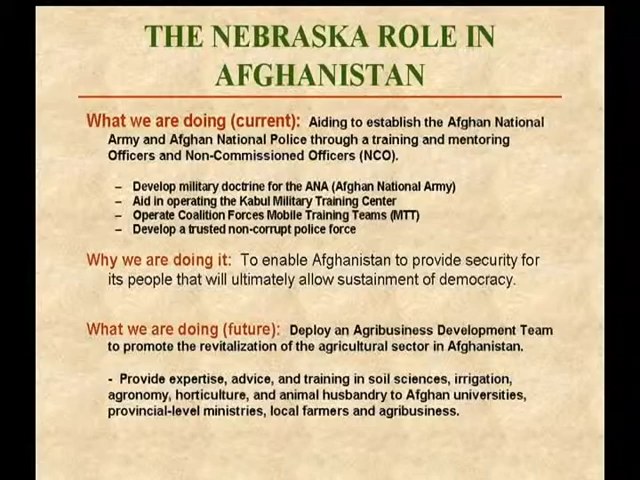 THE NEBRASKA ROLE IN
AFGHANISTAN
What we are doing (current): Aiding to establish the Afghan National
Army and Afghan National Police through a training and mentoring
Officers and Non-Commissioned Officers (NCO).
– Develop military doctrine for the ANA (Afghan National Army)
– Aid in operating the Kabul Military Training Center
– Operate Coalition Forces Mobile Training Teams (MTT)
– Develop a trusted non-corrupt police force
Why we are doing it: To enable Afghanistan to provide security for
its people that will ultimately allow sustainment of democracy.
What we are doing (future): Deploy an Agribusiness Development Team
to promote the revitalization of the agricultural sector in Afghanistan.
- Provide expertise, advice, and training in soil sciences, irrigation,
agronomy, horticulture, and animal husbandry to Afghan universities,
provincial-level ministries, local farmers and agribusiness.